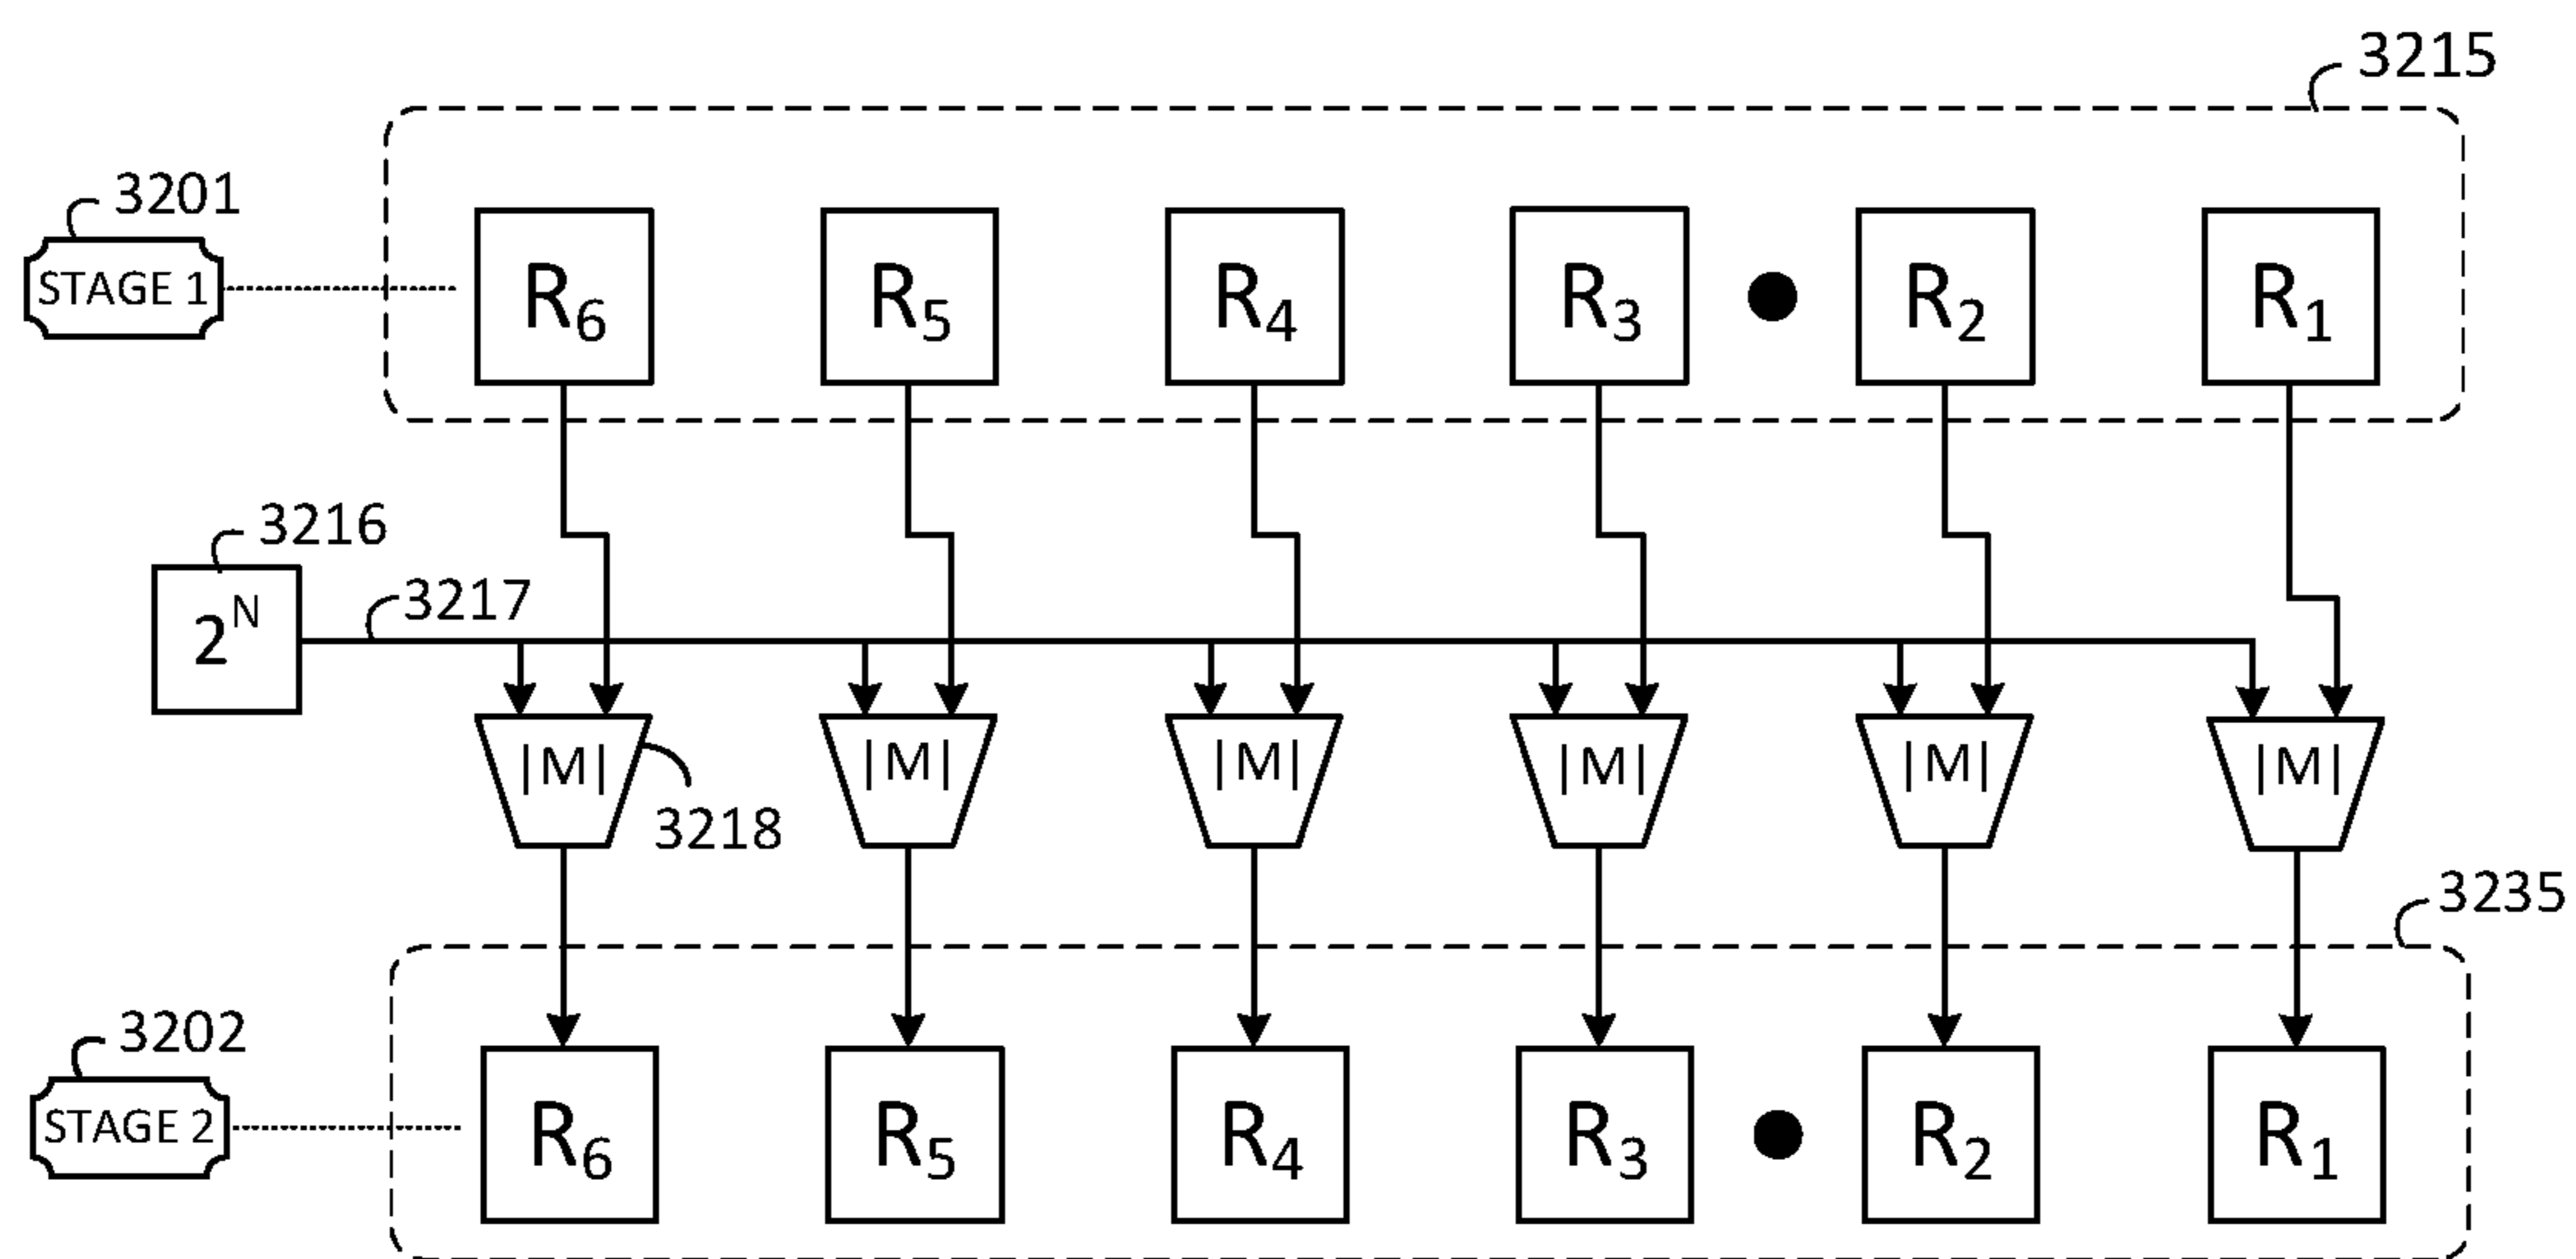 3215
3201
STAGE 1
R6 R5 R4 R3 ● R2 R1
3216
2^N
3217
|M| |M| |M| |M| |M| |M|
3218
3235
3202
STAGE 2
R6 R5 R4 R3 ● R2 R1